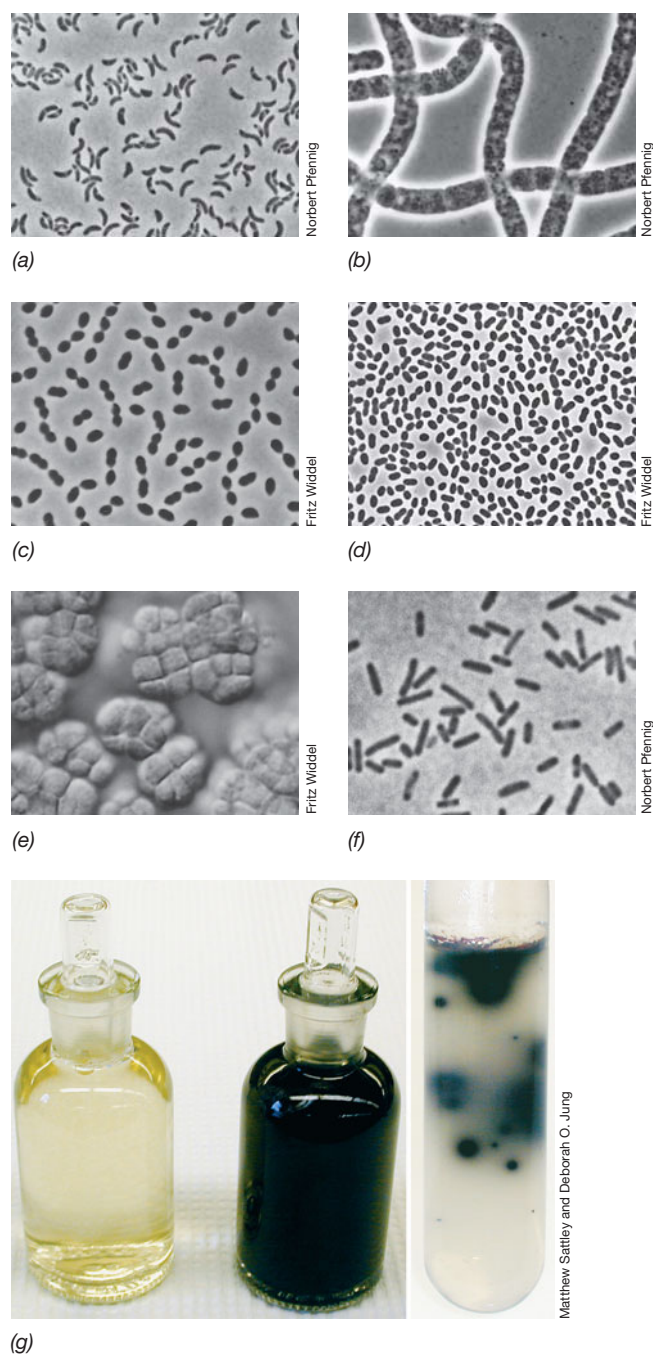 Norbert Pfennig
Norbert Pfennig
(a)
(b)
Fritz Widdel
Fritz Widdel
(c)
(d)
Fritz Widdel
Norbert Pfennig
(e)
(f)
Matthew Sattley and Deborah O. Jung
(g)